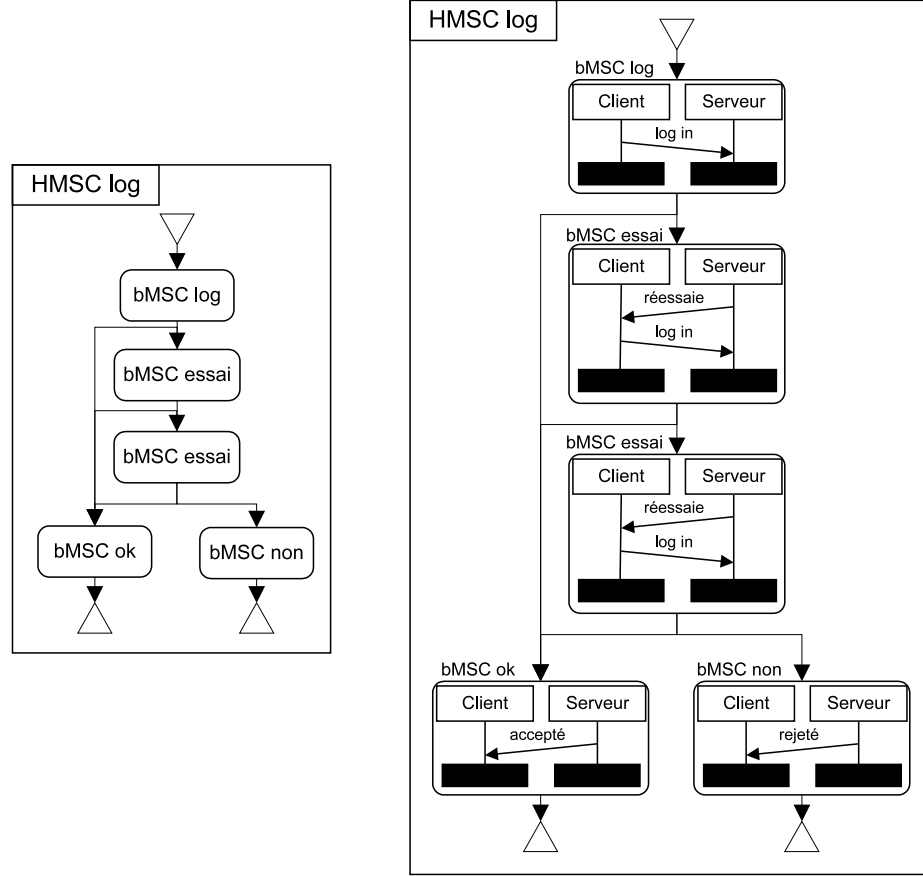 HMSC log
bMSC log
bMSC essai
bMSC essai
bMSC ok
bMSC non
HMSC log
bMSC log
Client
Serveur
log in
bMSC essai
Client
Serveur
réessaie
log in
bMSC essai
Client
Serveur
réessaie
log in
bMSC ok
Client
Serveur
accepté
bMSC non
Client
Serveur
rejeté